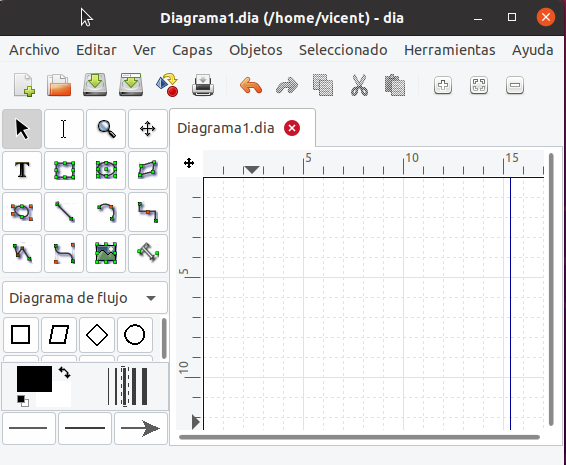 Diagrama1.dia (/home/vicent) - dia
Archivo Editar Ver Capas Objetos Seleccionado Herramientas Ayuda
Diagrama1.dia
5 10 15
T
5
Diagrama de flujo
10